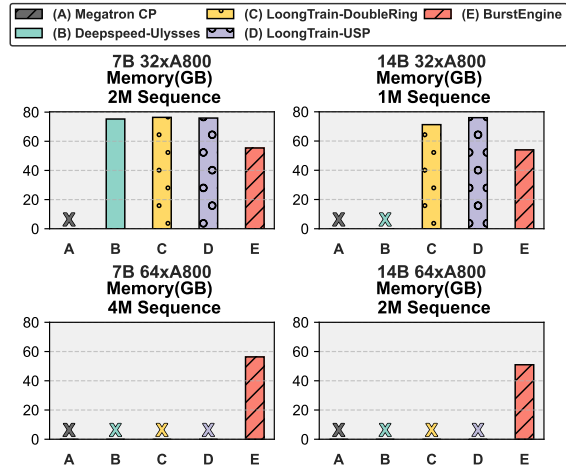 (A) Megatron CP (C) LoongTrain-DoubleRing (E) BurstEngine
(B) Deepspeed-Ulysses (D) LoongTrain-USP
7B 32xA800
Memory(GB)
2M Sequence
80
60
40
20
0
X
A B C D E
14B 32xA800
Memory(GB)
1M Sequence
80
60
40
20
0
X X
A B C D E
7B 64xA800
Memory(GB)
4M Sequence
80
60
40
20
0
X X X X
A B C D E
14B 64xA800
Memory(GB)
2M Sequence
80
60
40
20
0
X X X X
A B C D E